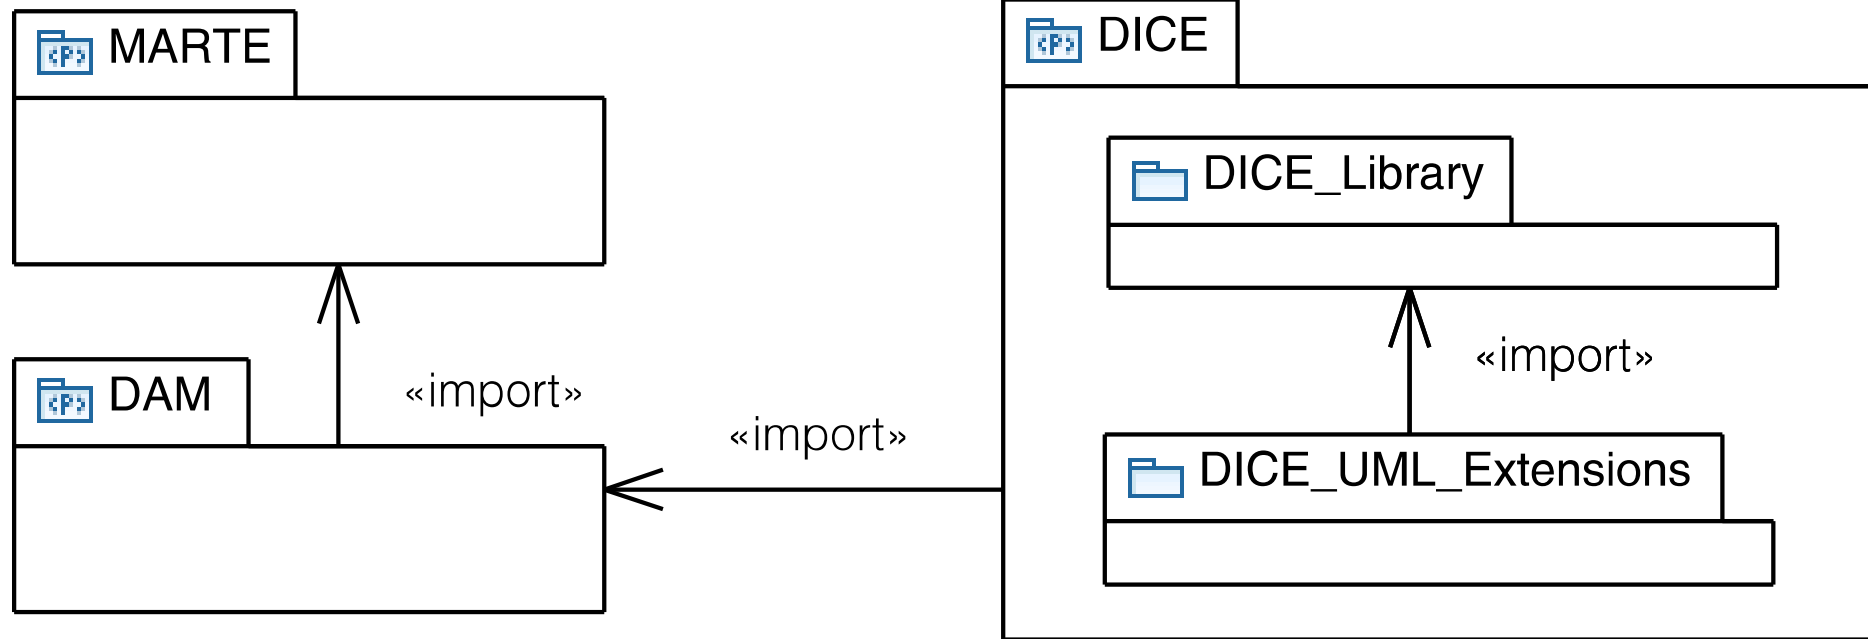 <P> MARTE
<P> DICE
DICE_Library
«import»
<P> DAM
«import»
«import»
DICE_UML_Extensions